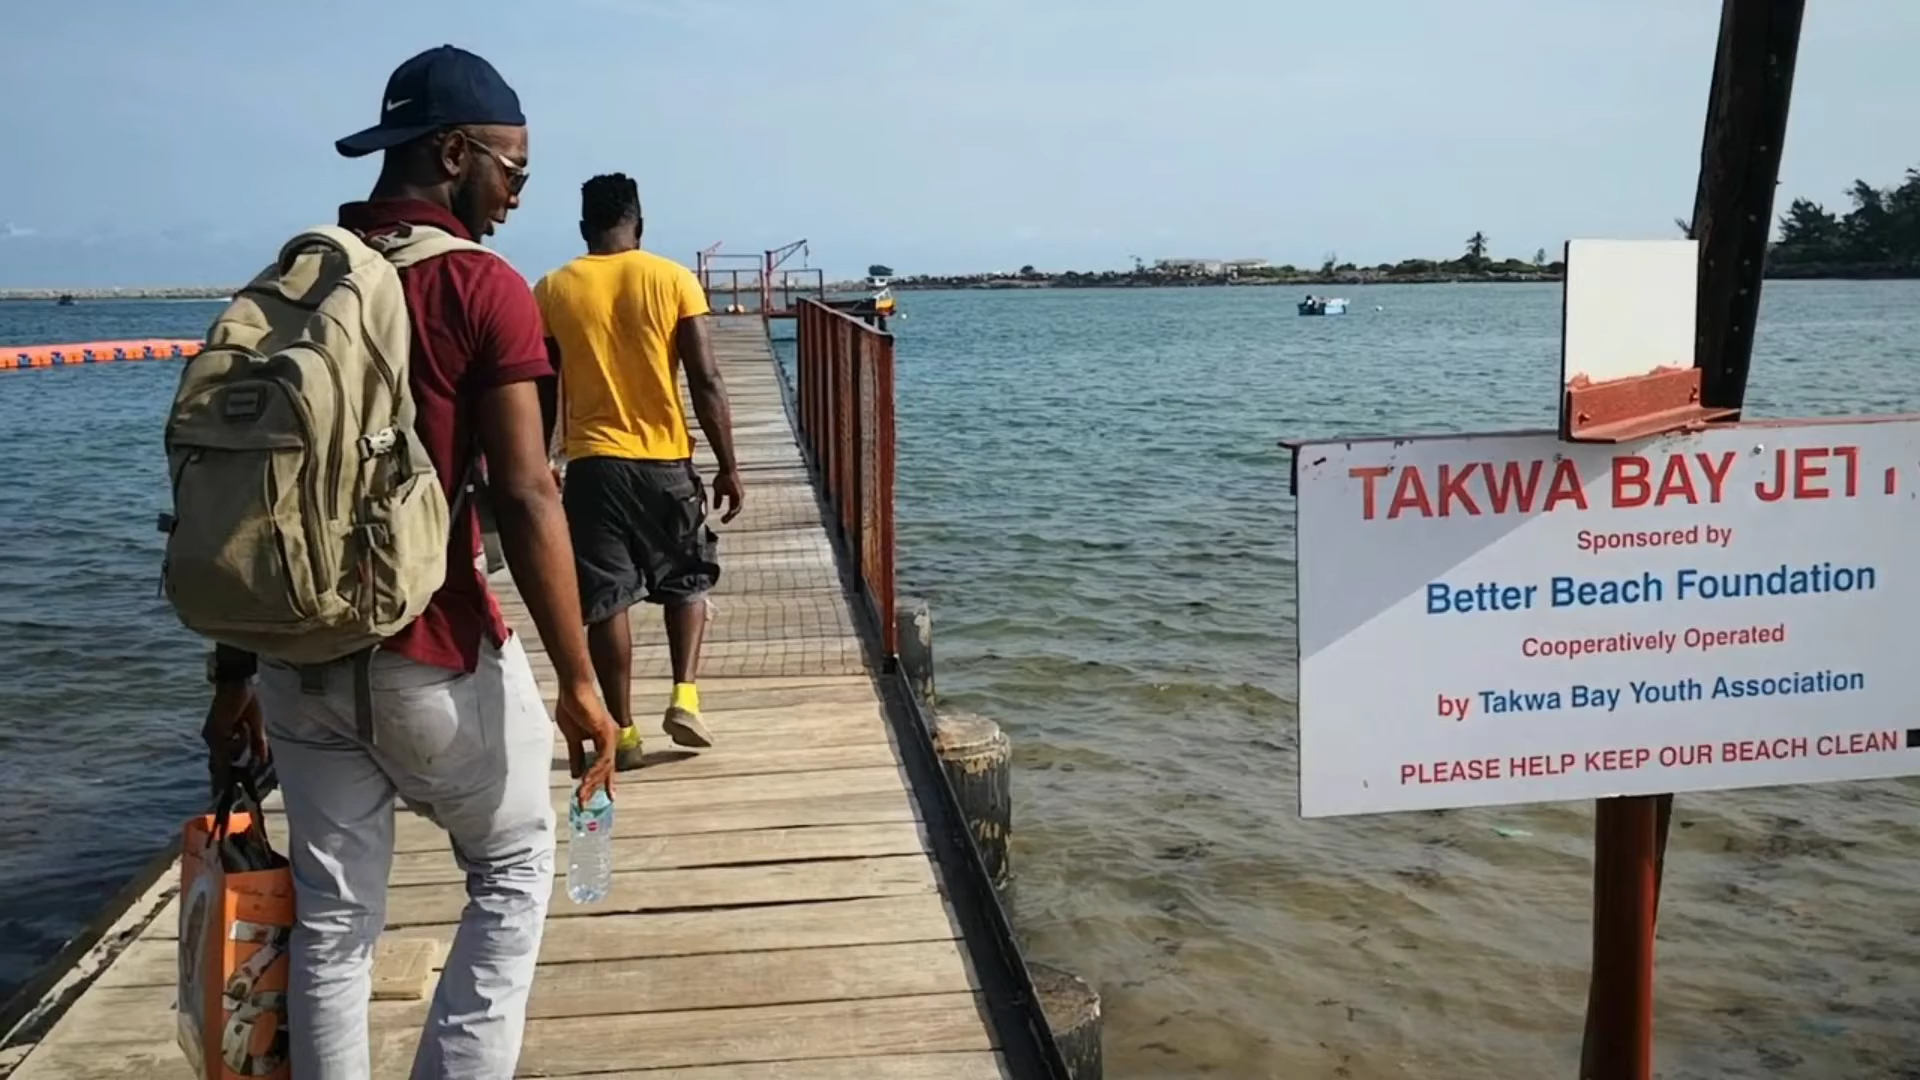 TAKWA BAY JETT
Sponsored by
Better Beach Foundation
Cooperatively Operated
by Takwa Bay Youth Association
PLEASE HELP KEEP OUR BEACH CLEAN